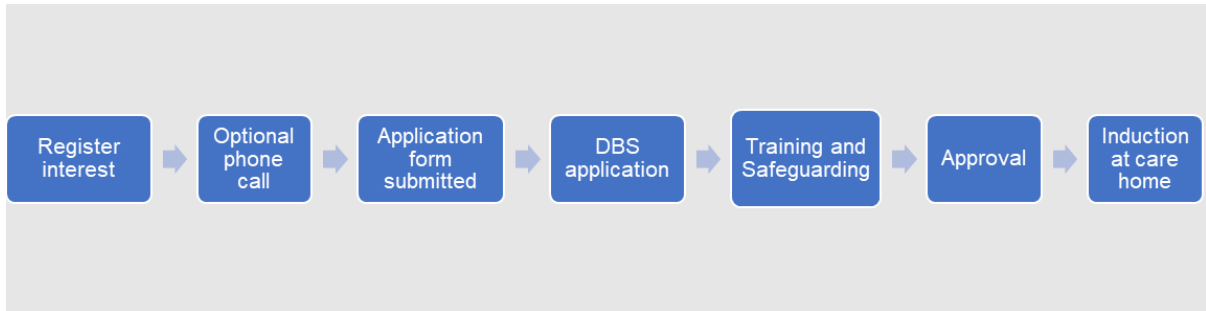 Register
interest
Optional
phone
call
Application
form
submitted
DBS
application
Training and
Safeguarding
Approval
Induction
at care
home